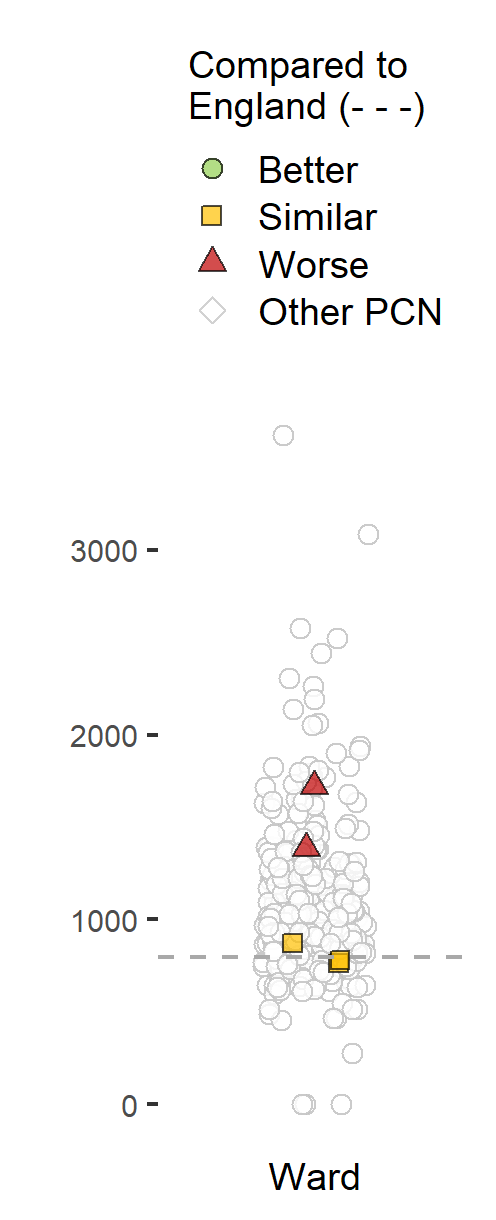 Compared to
England (- - -)
Better
Similar
Worse
Other PCN
3000
2000
1000
0
Ward